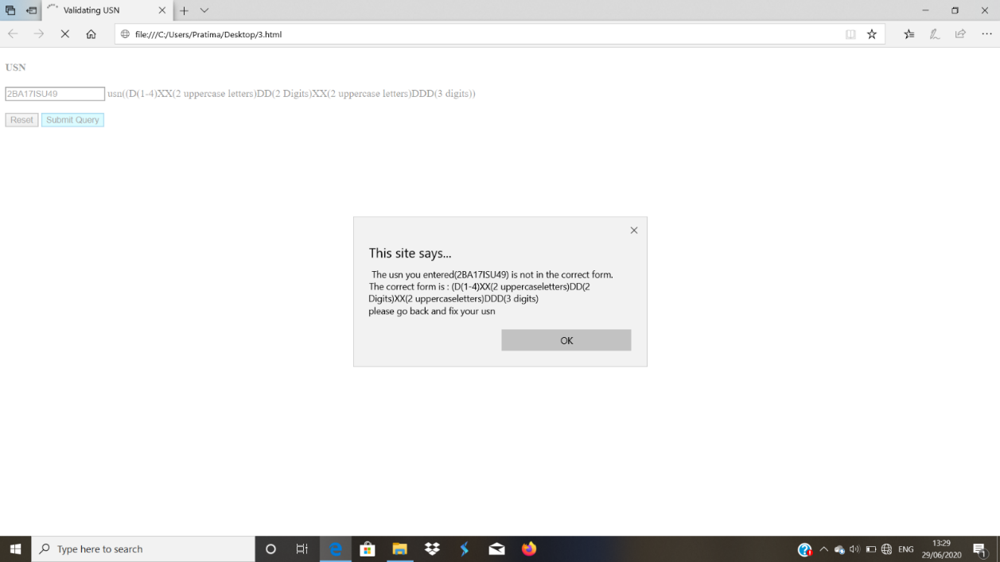 Validating USN
file:///C:/Users/Pratima/Desktop/3.html
USN
2BA17ISU49 usn((D(1-4)XX(2 uppercase letters)DD(2 Digits)XX(2 uppercase letters)DDD(3 digits))
Reset Submit Query
This site says...
The usn you entered(2BA17ISU49) is not in the correct form.
The correct form is : (D(1-4)XX(2 uppercaseletters)DD(2
Digits)XX(2 uppercaseletters)DDD(3 digits)
please go back and fix your usn
OK
Type here to search
ENG
13:29
29/06/2020
1